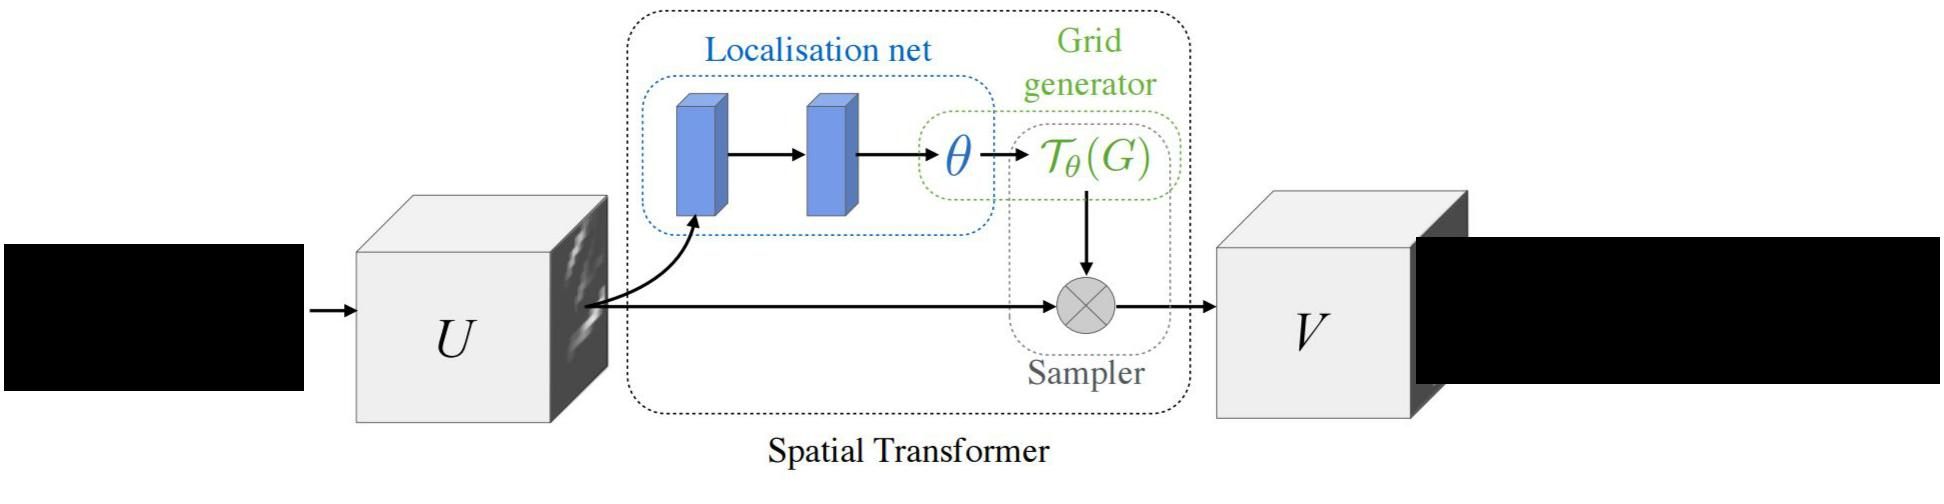 Localisation net
Grid
generator
θ
𝒯θ(G)
U
V
Sampler
Spatial Transformer